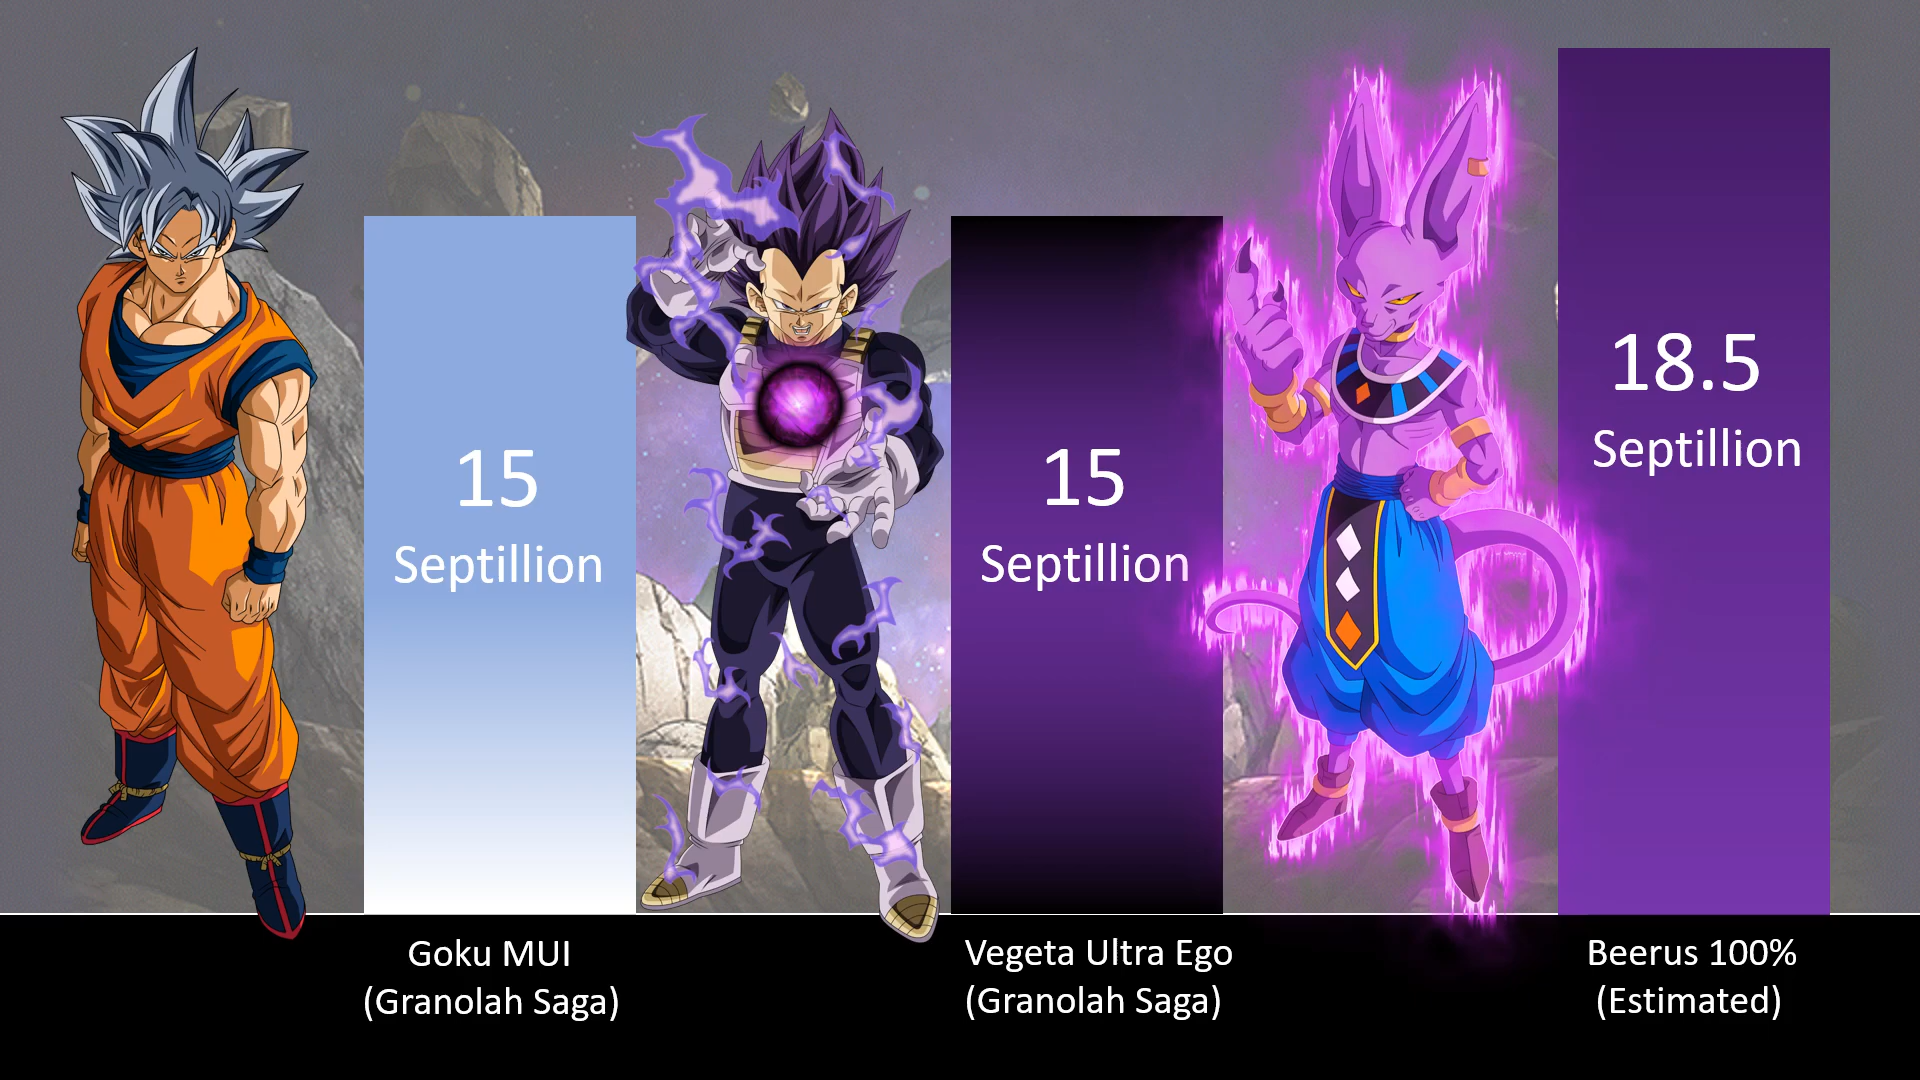 15
Septillion
15
Septillion
18.5
Septillion
Goku MUI
(Granolah Saga)
Vegeta Ultra Ego
(Granolah Saga)
Beerus 100%
(Estimated)